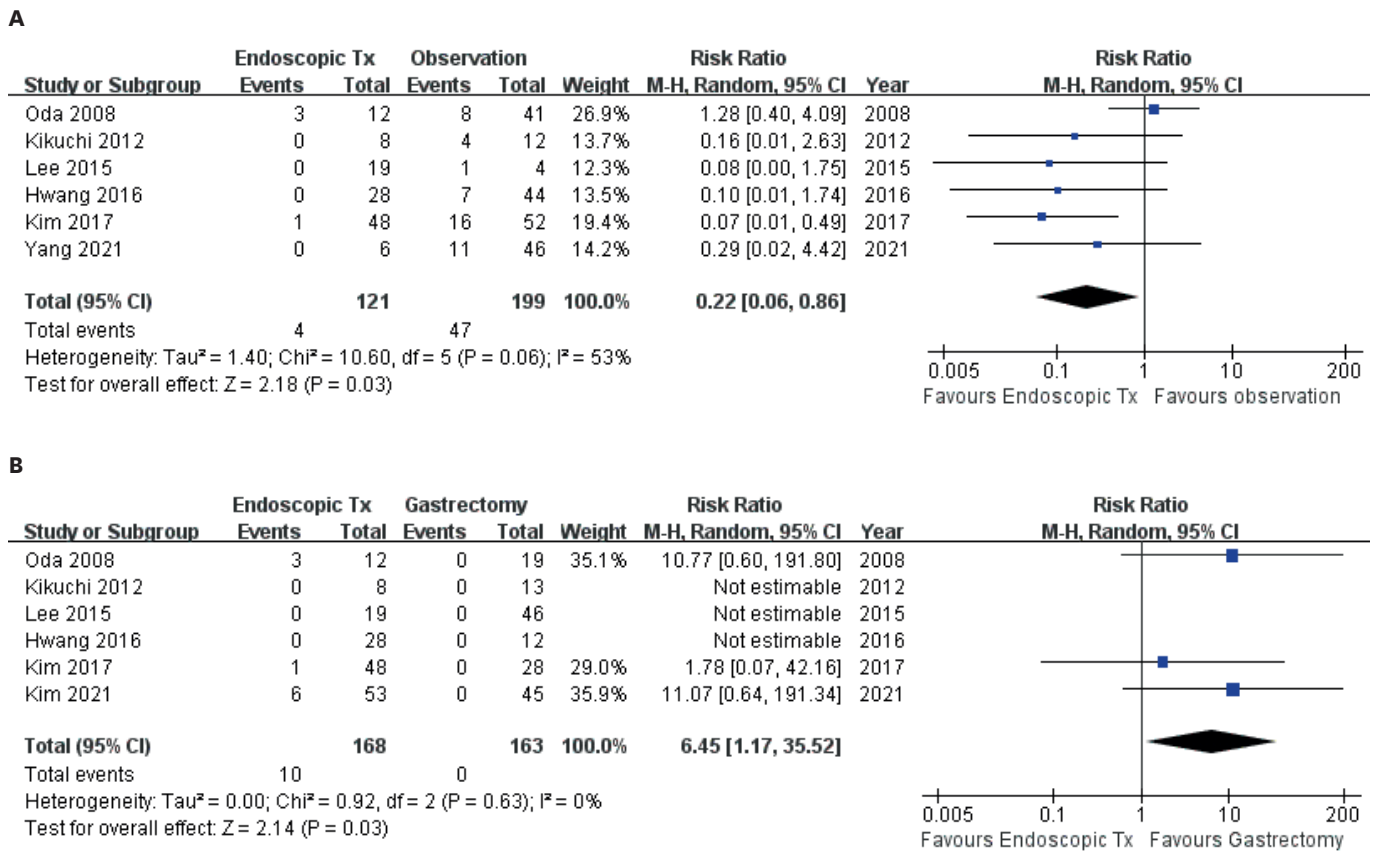 A
Endoscopic Tx Observation Risk Ratio Risk Ratio
Study or Subgroup Events Total Events Total Weight M-H, Random, 95% CI Year M-H, Random, 95% CI
Oda 2008 3 12 8 41 26.9% 1.28 [0.40, 4.09] 2008
Kikuchi 2012 0 8 4 12 13.7% 0.16 [0.01, 2.63] 2012
Lee 2015 0 19 1 4 12.3% 0.08 [0.00, 1.75] 2015
Hwang 2016 0 28 7 44 13.5% 0.10 [0.01, 1.74] 2016
Kim 2017 1 48 16 52 19.4% 0.07 [0.01, 0.49] 2017
Yang 2021 0 6 11 46 14.2% 0.29 [0.02, 4.42] 2021
Total (95% CI) 121 199 100.0% 0.22 [0.06, 0.86]
Total events 4 47
Heterogeneity: Tau² = 1.40; Chi² = 10.60, df = 5 (P = 0.06); I² = 53%
Test for overall effect: Z = 2.18 (P = 0.03)
0.005 0.1 1 10 200
Favours Endoscopic Tx Favours observation
B
Endoscopic Tx Gastrectomy Risk Ratio Risk Ratio
Study or Subgroup Events Total Events Total Weight M-H, Random, 95% CI Year M-H, Random, 95% CI
Oda 2008 3 12 0 19 35.1% 10.77 [0.60, 191.80] 2008
Kikuchi 2012 0 8 0 13 Not estimable 2012
Lee 2015 0 19 0 46 Not estimable 2015
Hwang 2016 0 28 0 12 Not estimable 2016
Kim 2017 1 48 0 28 29.0% 1.78 [0.07, 42.16] 2017
Kim 2021 6 53 0 45 35.9% 11.07 [0.64, 191.34] 2021
Total (95% CI) 168 163 100.0% 6.45 [1.17, 35.52]
Total events 10 0
Heterogeneity: Tau² = 0.00; Chi² = 0.92, df = 2 (P = 0.63); I² = 0%
Test for overall effect: Z = 2.14 (P = 0.03)
0.005 0.1 1 10 200
Favours Endoscopic Tx Favours Gastrectomy